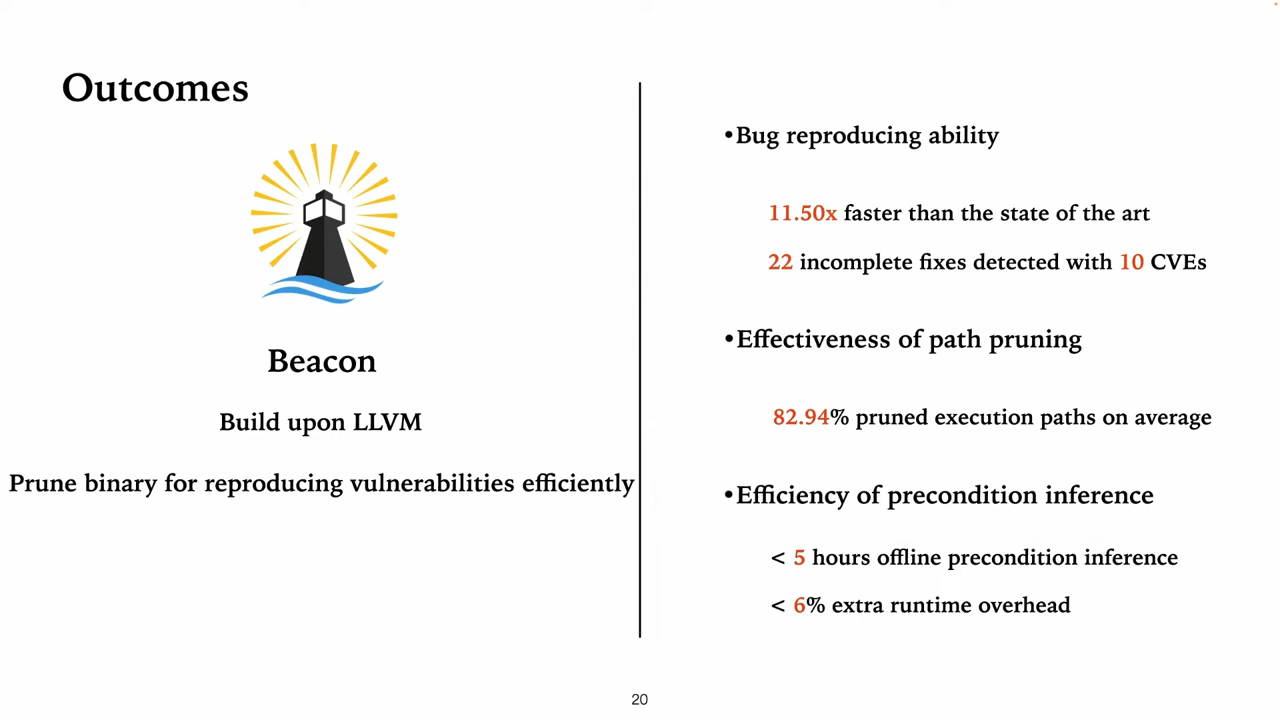 Outcomes
Beacon
Build upon LLVM
Prune binary for reproducing vulnerabilities efficiently
•Bug reproducing ability
11.50x faster than the state of the art
22 incomplete fixes detected with 10 CVEs
•Effectiveness of path pruning
82.94% pruned execution paths on average
•Efficiency of precondition inference
< 5 hours offline precondition inference
< 6% extra runtime overhead
20